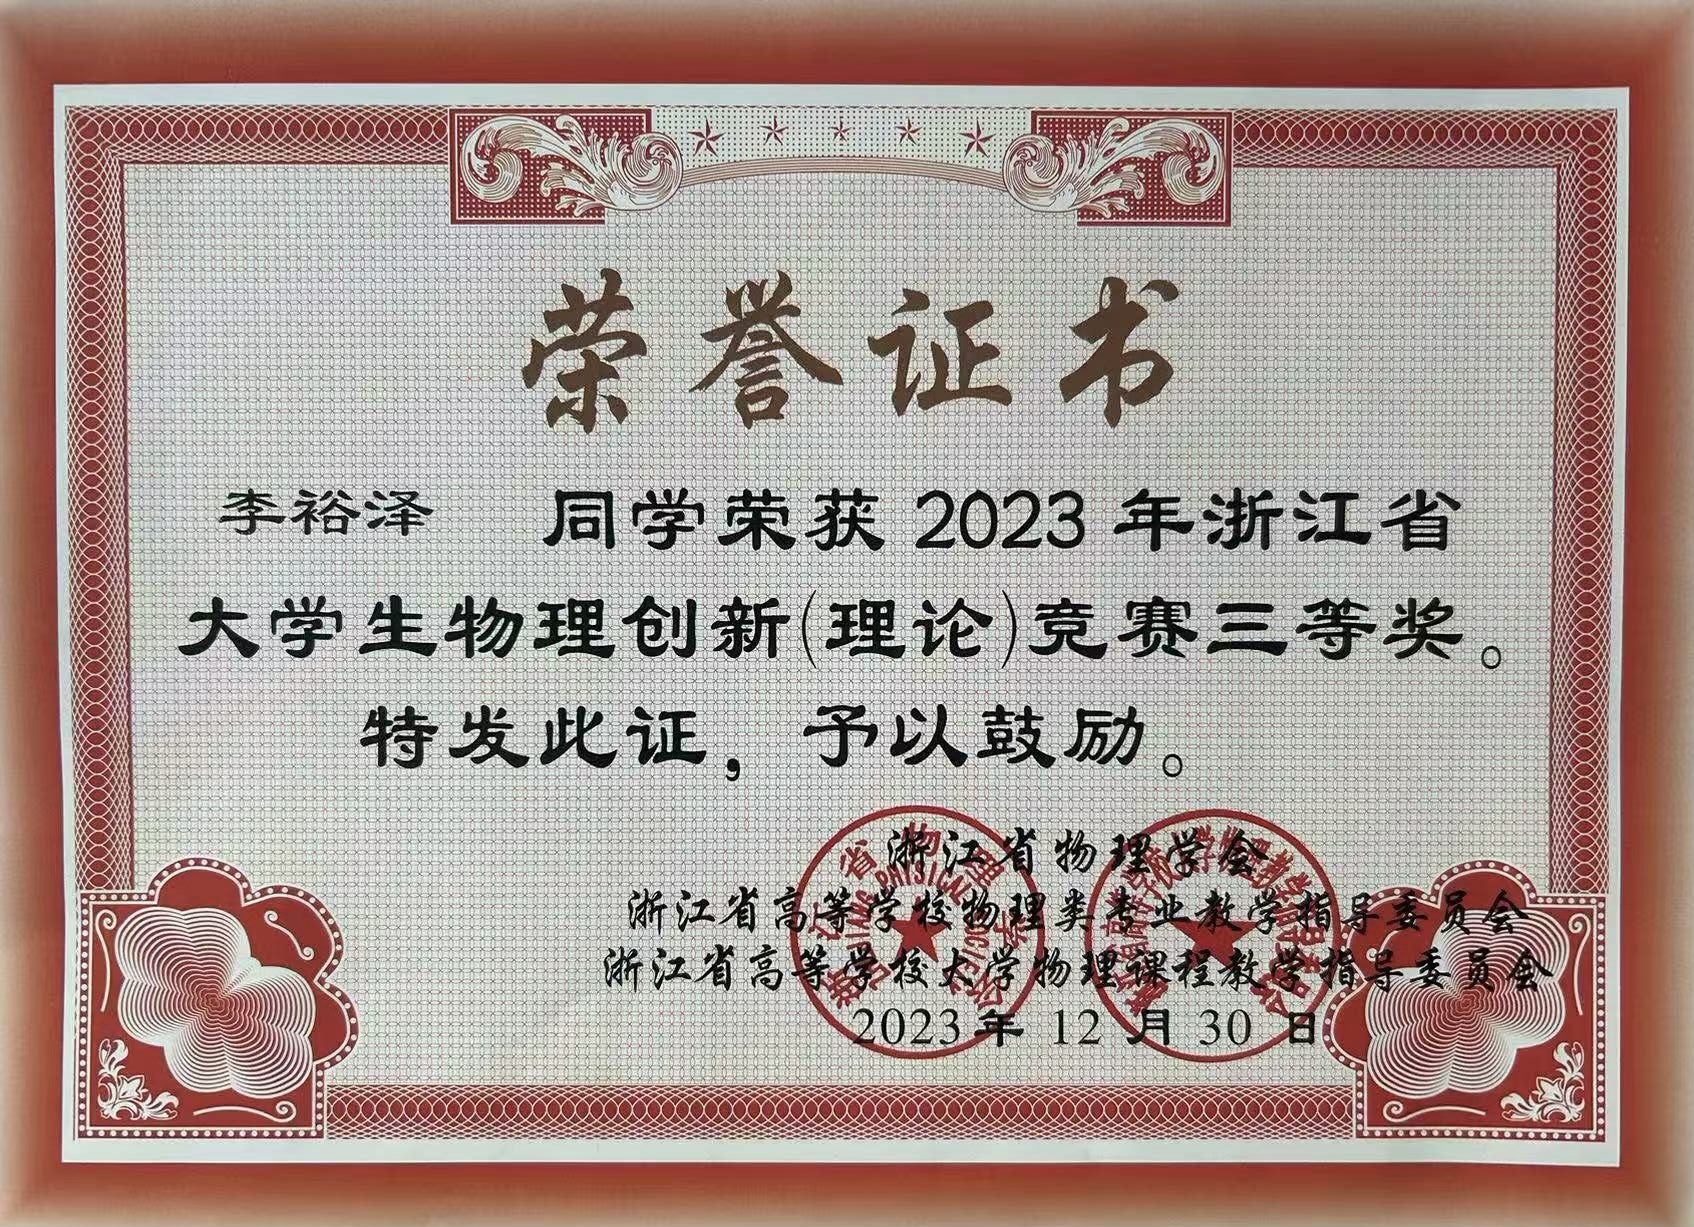 荣誉证书
李裕泽 同学荣获 2023 年浙江省
大学生物理创新(理论)竞赛三等奖。
特发此证，予以鼓励。
浙江省物理学会
浙江省高等学校物理类专业教学指导委员会
浙江省高等学校大学物理课程教学指导委员会
2023 年 12 月 30 日